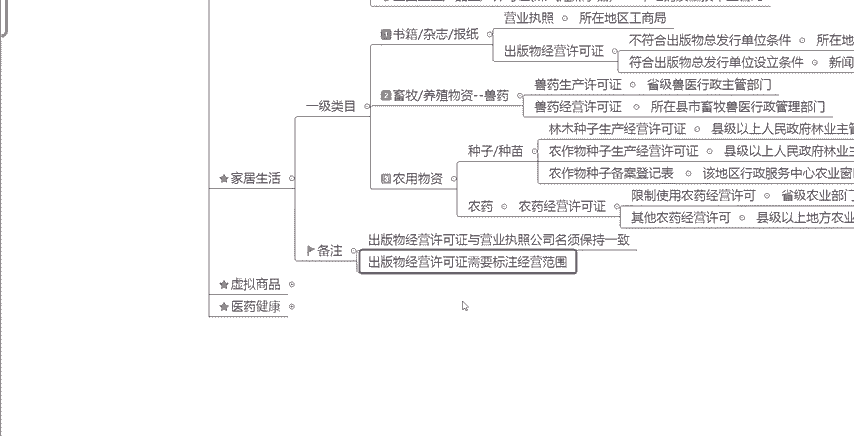 营业执照
所在地区工商局
书籍/杂志/报纸
出版物经营许可证
不符合出版物总发行单位条件
所在地
符合出版物总发行单位设立条件
新闻
兽药生产许可证
省级兽医行政主管部门
畜牧/养殖物资--兽药
兽药经营许可证
所在县市畜牧兽医行政管理部门
一级类目
林木种子生产经营许可证
县级以上人民政府林业主管
种子/种苗
农作物种子生产经营许可证
县级以上人民政府农业主
农作物种子备案登记表
该地区行政服务中心农业窗
家居生活
农用物资
限制使用农药经营许可
省级农业部门
农药
农药经营许可证
其他农药经营许可
县级以上地方农业
出版物经营许可证与营业执照公司名须保持一致
备注
出版物经营许可证需要标注经营范围
虚拟商品
医药健康